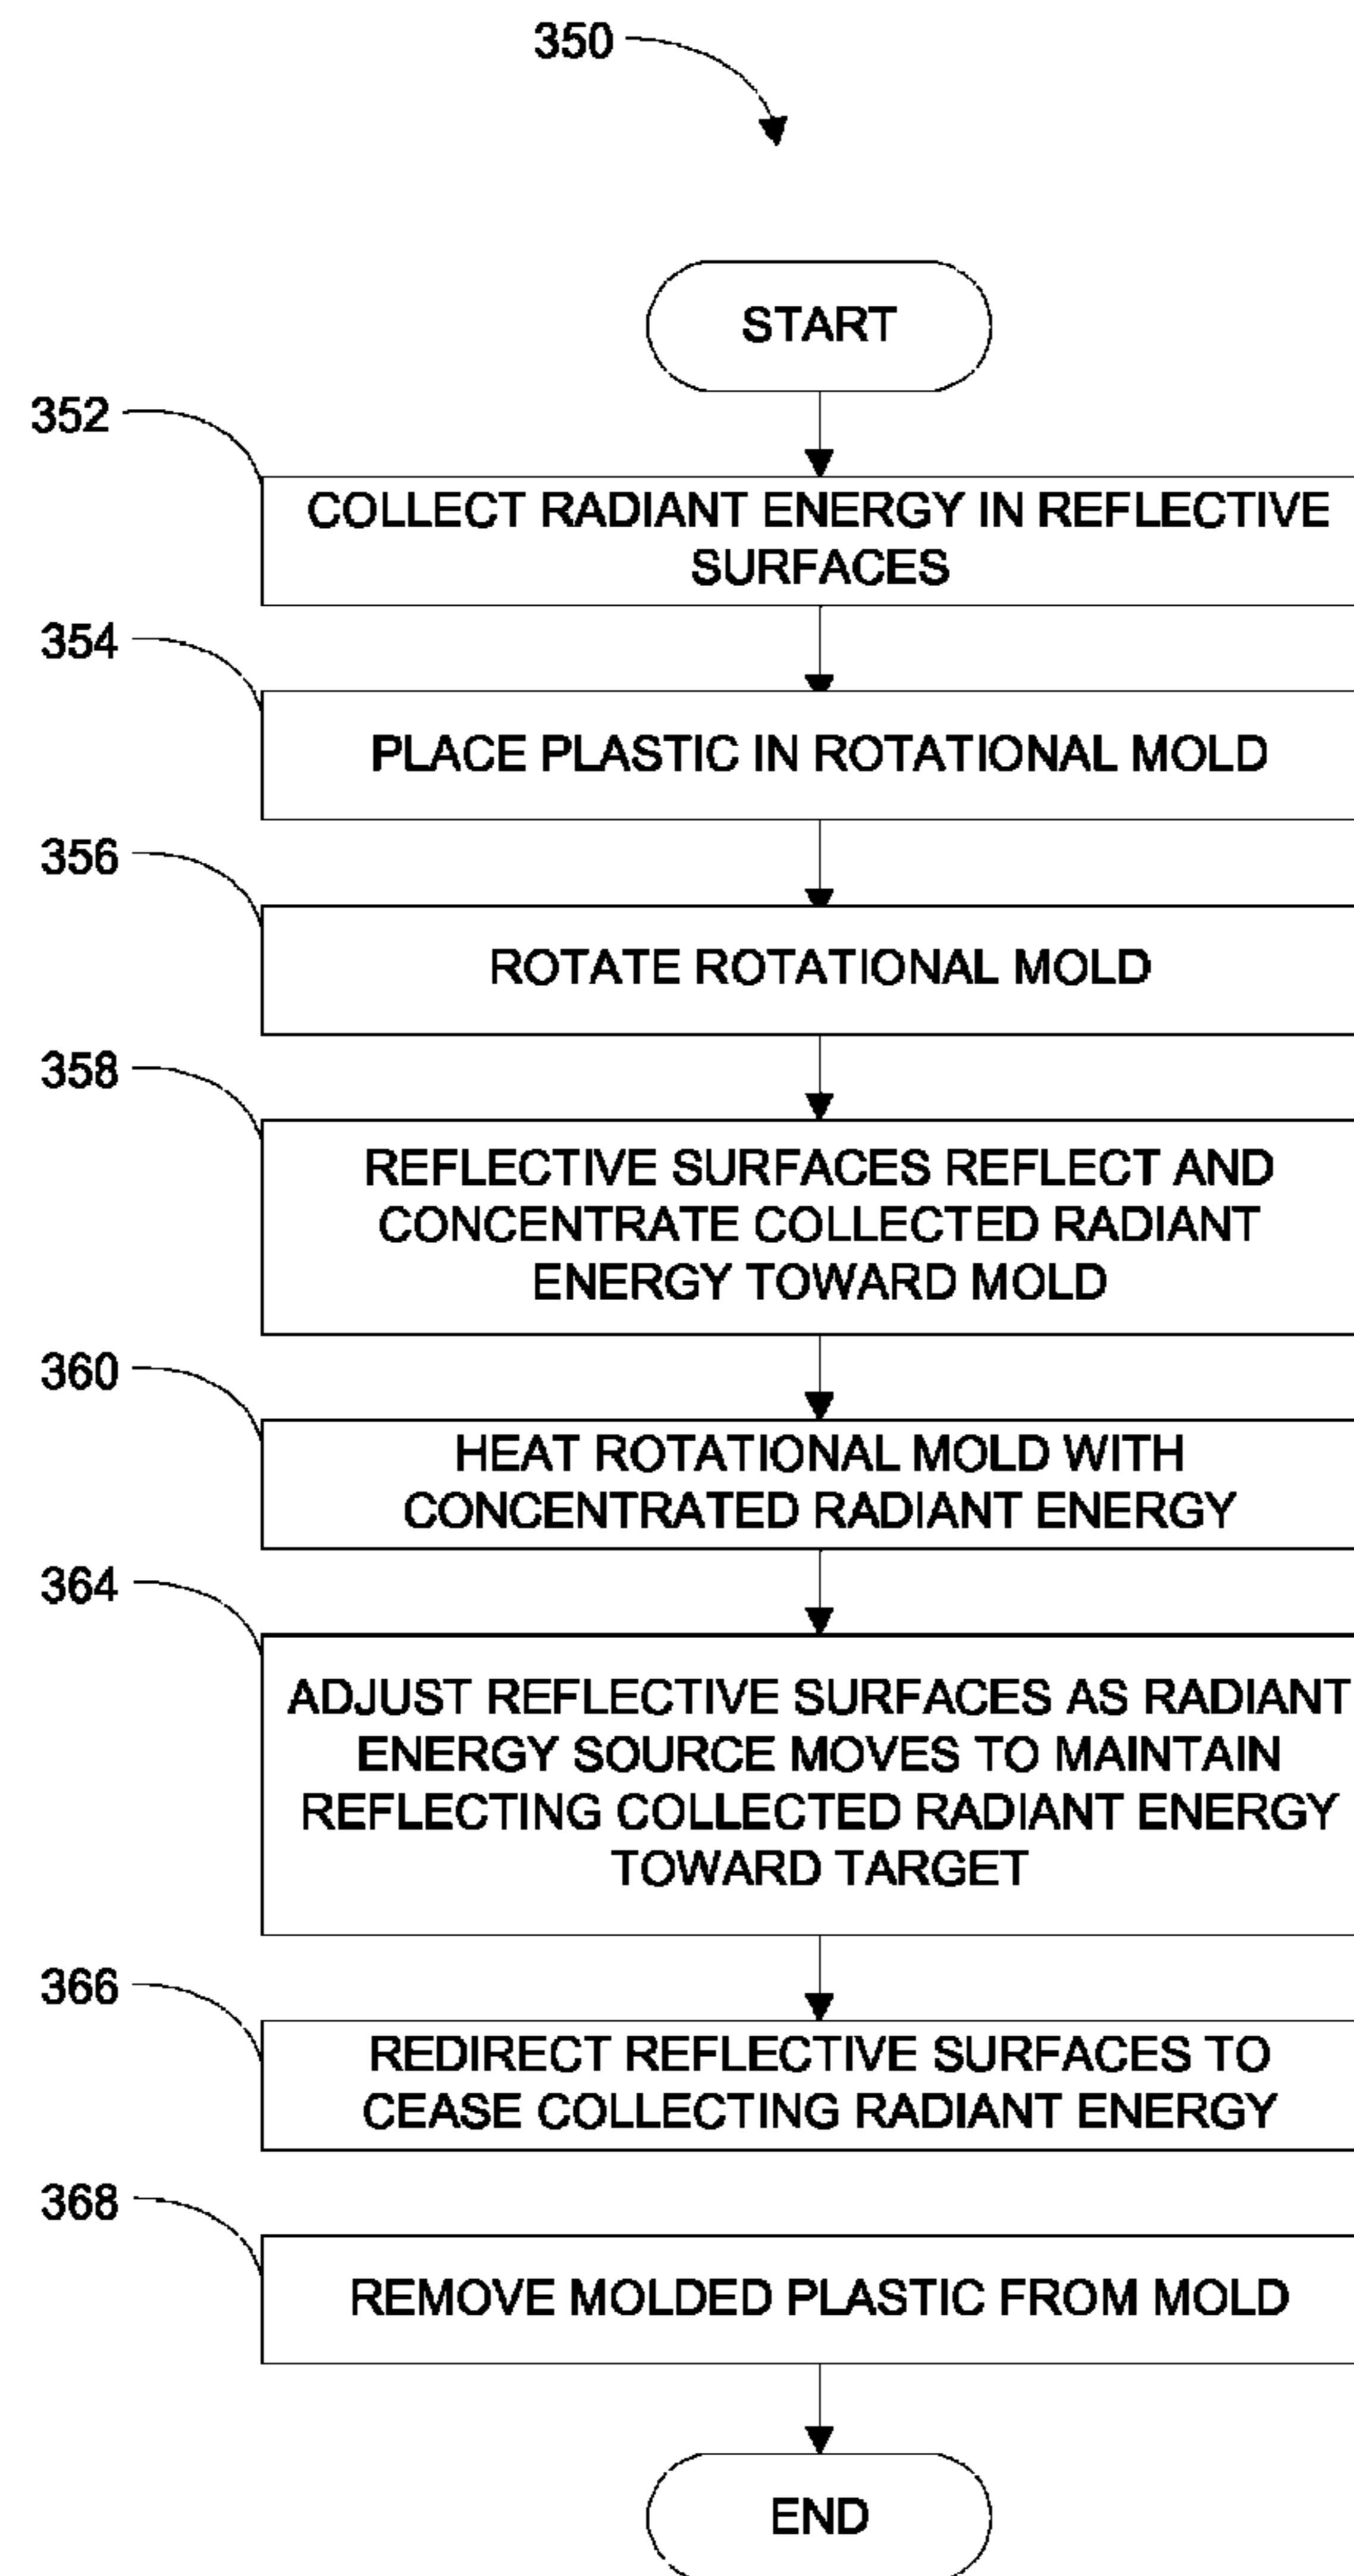 350
START
352
COLLECT RADIANT ENERGY IN REFLECTIVE
SURFACES
354
PLACE PLASTIC IN ROTATIONAL MOLD
356
ROTATE ROTATIONAL MOLD
358
REFLECTIVE SURFACES REFLECT AND
CONCENTRATE COLLECTED RADIANT
ENERGY TOWARD MOLD
360
HEAT ROTATIONAL MOLD WITH
CONCENTRATED RADIANT ENERGY
364
ADJUST REFLECTIVE SURFACES AS RADIANT
ENERGY SOURCE MOVES TO MAINTAIN
REFLECTING COLLECTED RADIANT ENERGY
TOWARD TARGET
366
REDIRECT REFLECTIVE SURFACES TO
CEASE COLLECTING RADIANT ENERGY
368
REMOVE MOLDED PLASTIC FROM MOLD
END